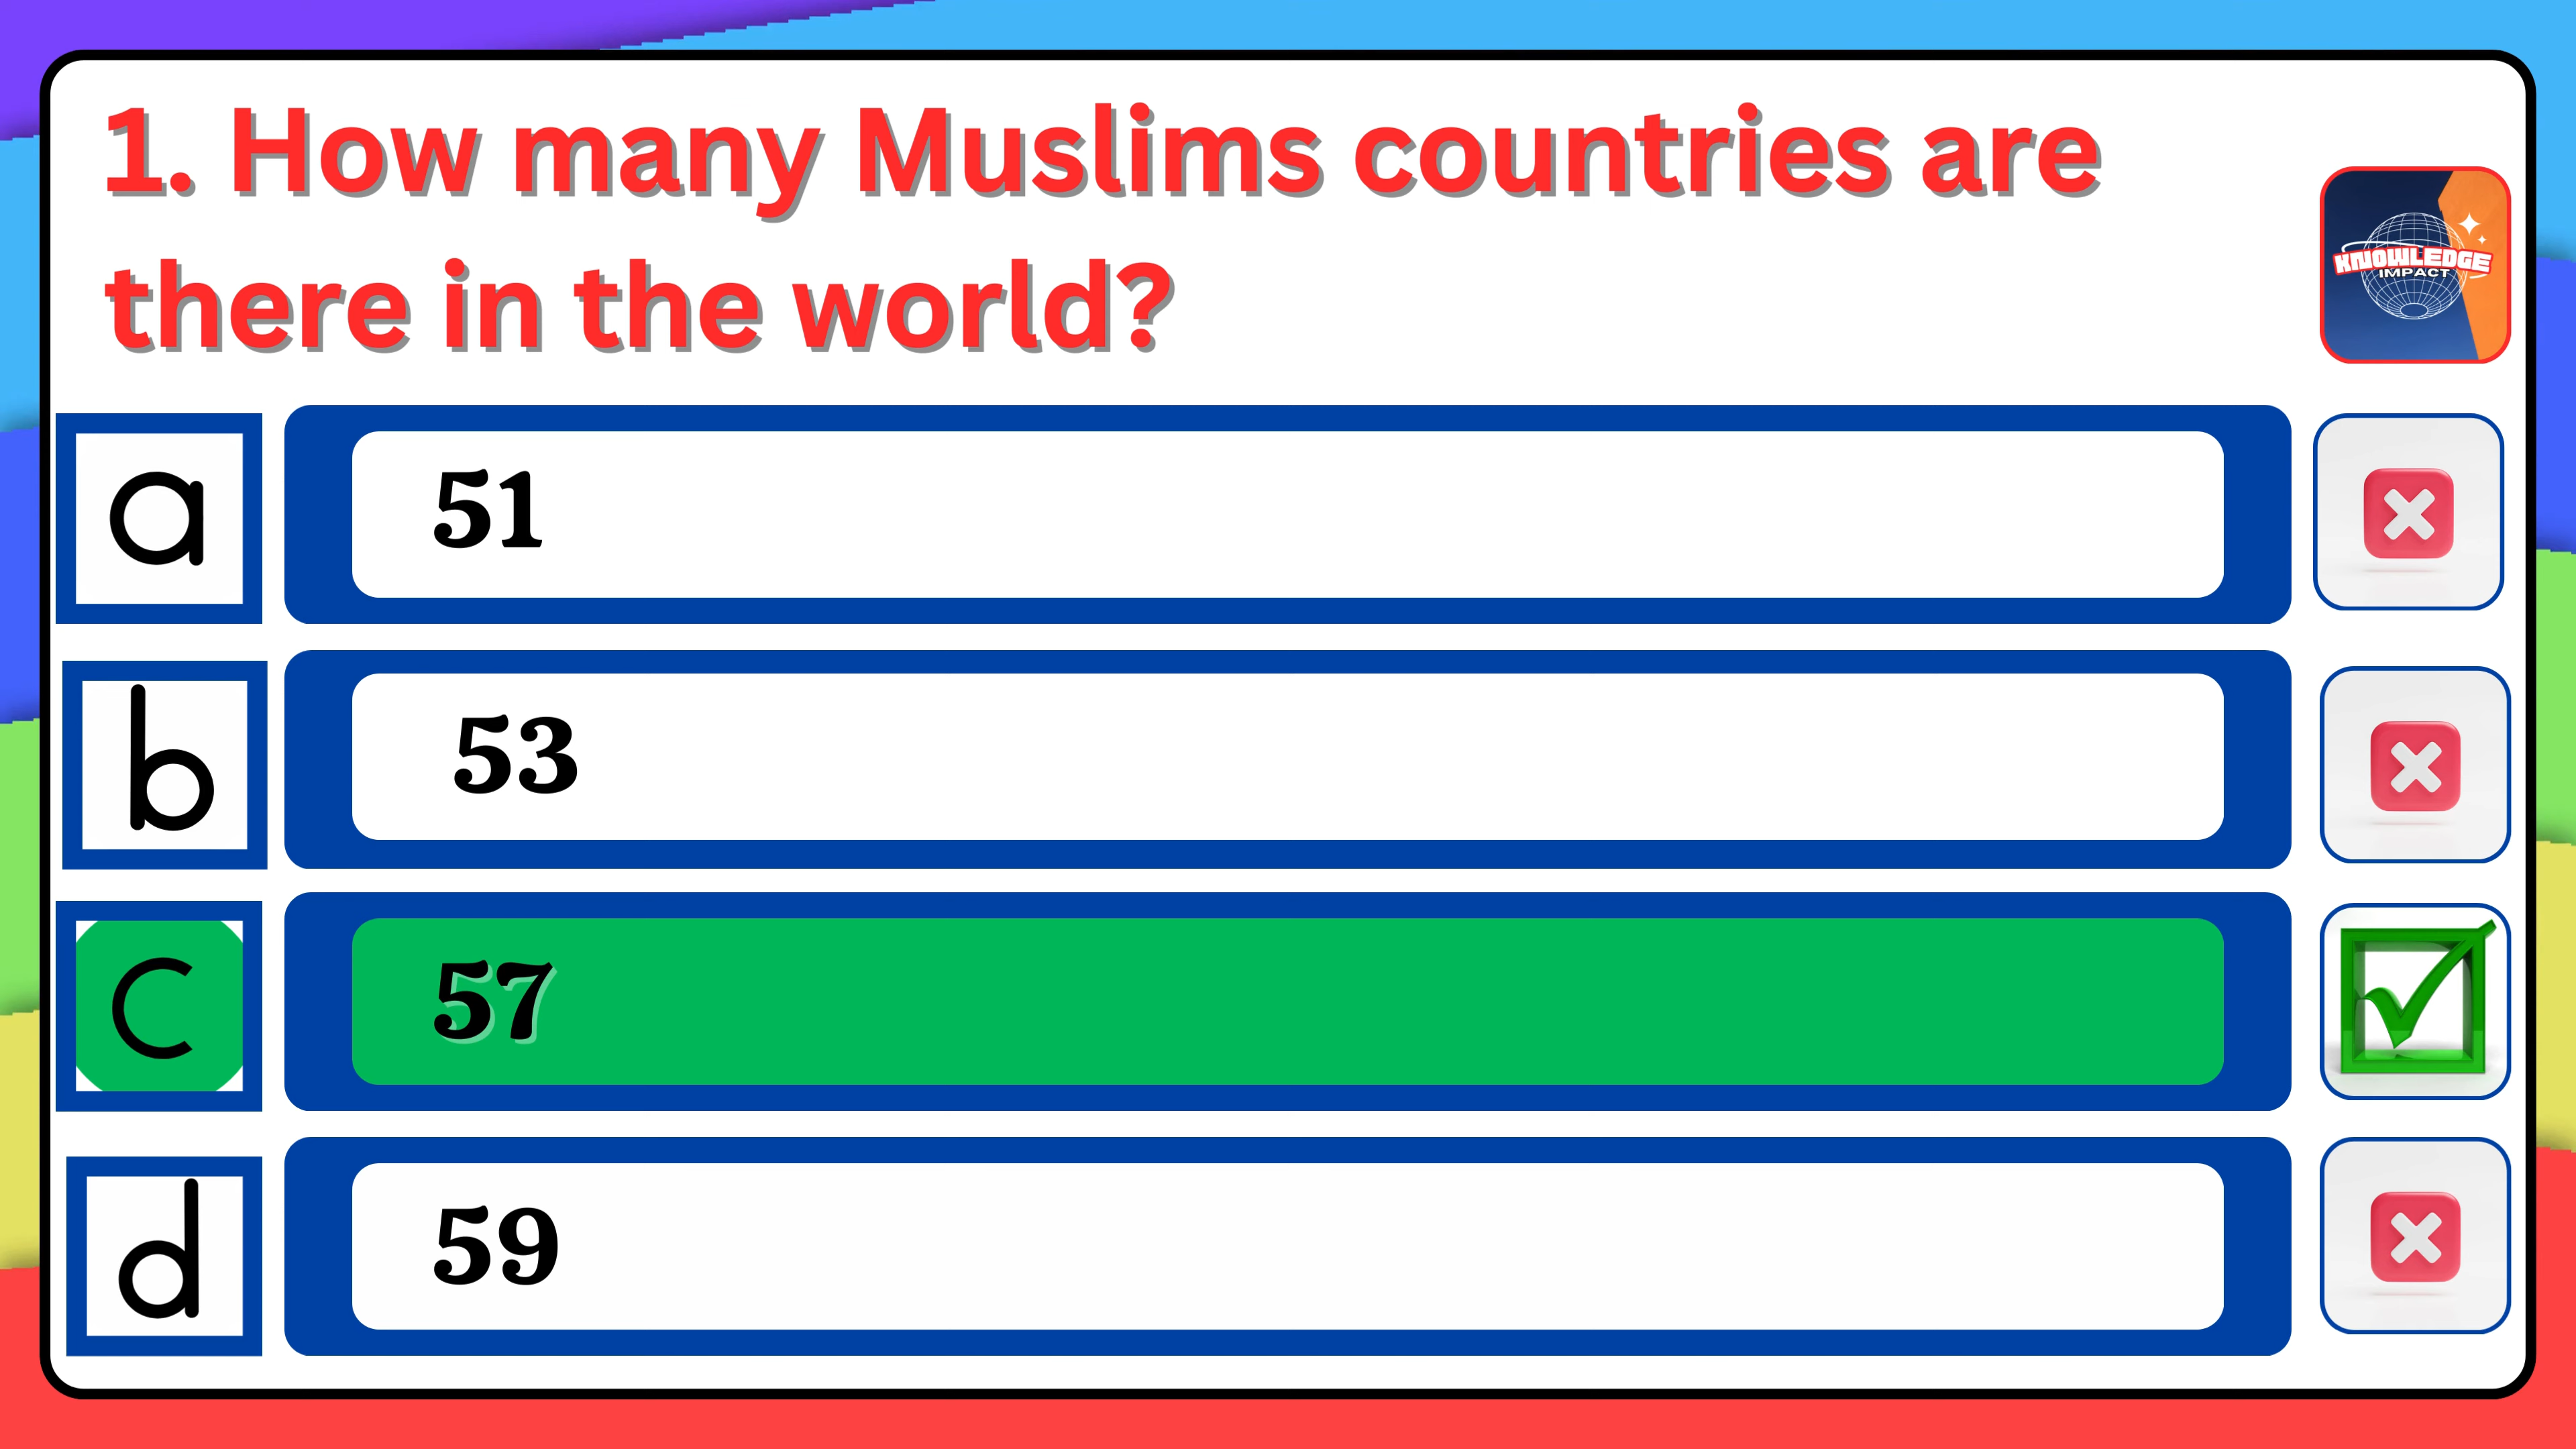 1. How many Muslims countries are
there in the world?
KNOWLEDGE
IMPACT
a
51
b
53
c
57
d
59